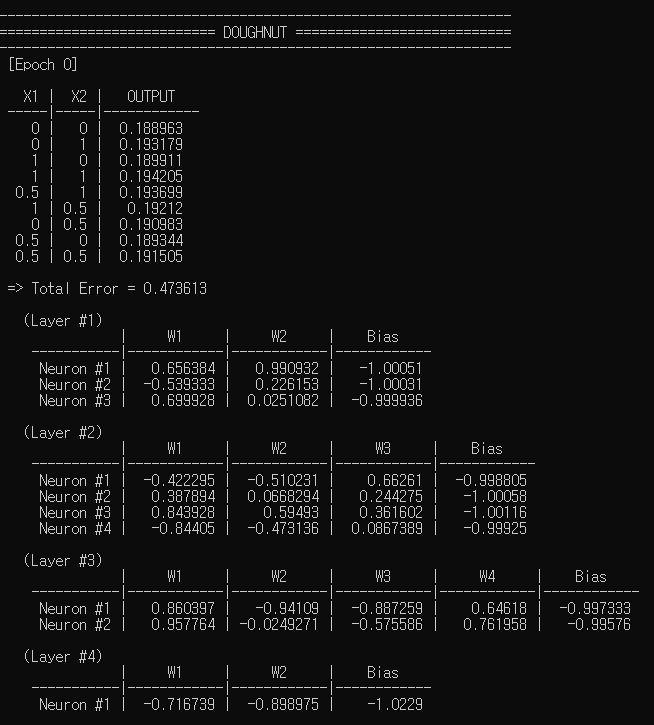 ========================== DOUGHNUT ==========================
[Epoch 0]
X1 | X2 | OUTPUT
-----|-----|------------
0 | 0 | 0.188963
0 | 1 | 0.193179
1 | 0 | 0.189911
1 | 1 | 0.194205
0.5 | 1 | 0.193699
1 | 0.5 | 0.19212
0 | 0.5 | 0.190983
0.5 | 0 | 0.189344
0.5 | 0.5 | 0.191505
=> Total Error = 0.473613
(Layer #1)
| W1 | W2 | Bias
-----------|------------|------------|------------
Neuron #1 | 0.656384 | 0.990932 | -1.00051
Neuron #2 | -0.539333 | 0.226153 | -1.00031
Neuron #3 | 0.699928 | 0.0251082 | -0.999936
(Layer #2)
| W1 | W2 | W3 | Bias
-----------|------------|------------|------------|------------
Neuron #1 | -0.422295 | -0.510231 | 0.66261 | -0.998805
Neuron #2 | 0.387894 | 0.0668294 | 0.244275 | -1.00058
Neuron #3 | 0.843928 | 0.59493 | 0.361602 | -1.00116
Neuron #4 | -0.84405 | -0.473136 | 0.0867389 | -0.99925
(Layer #3)
| W1 | W2 | W3 | W4 | Bias
-----------|------------|------------|------------|------------|------------
Neuron #1 | 0.860397 | -0.94109 | -0.887259 | 0.64618 | -0.997333
Neuron #2 | 0.957764 | -0.0249271 | -0.575586 | 0.761958 | -0.99576
(Layer #4)
| W1 | W2 | Bias
-----------|------------|------------|------------
Neuron #1 | -0.716739 | -0.898975 | -1.0229